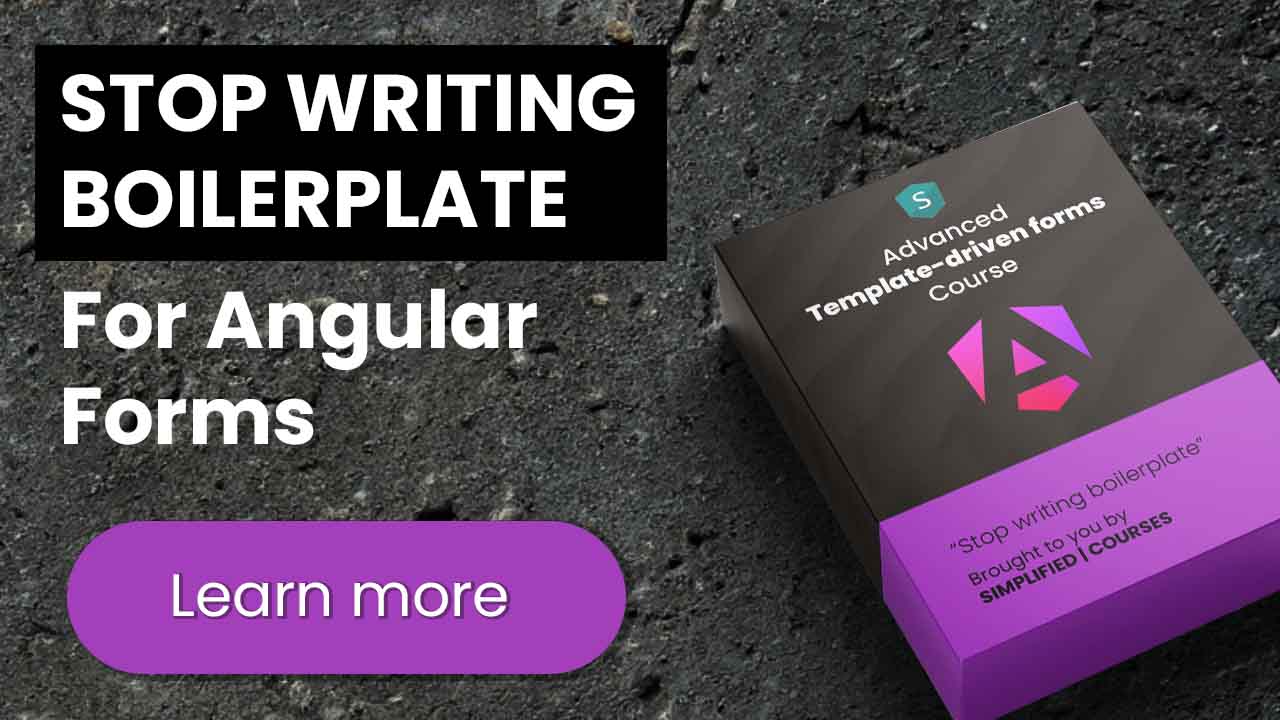 STOP WRITING
BOILERPLATE
For Angular
Forms
Learn more
S
Advanced
Template-driven forms
Course
“Stop writing boilerplate”
Brought to you by
SIMPLIFIED | COURSES